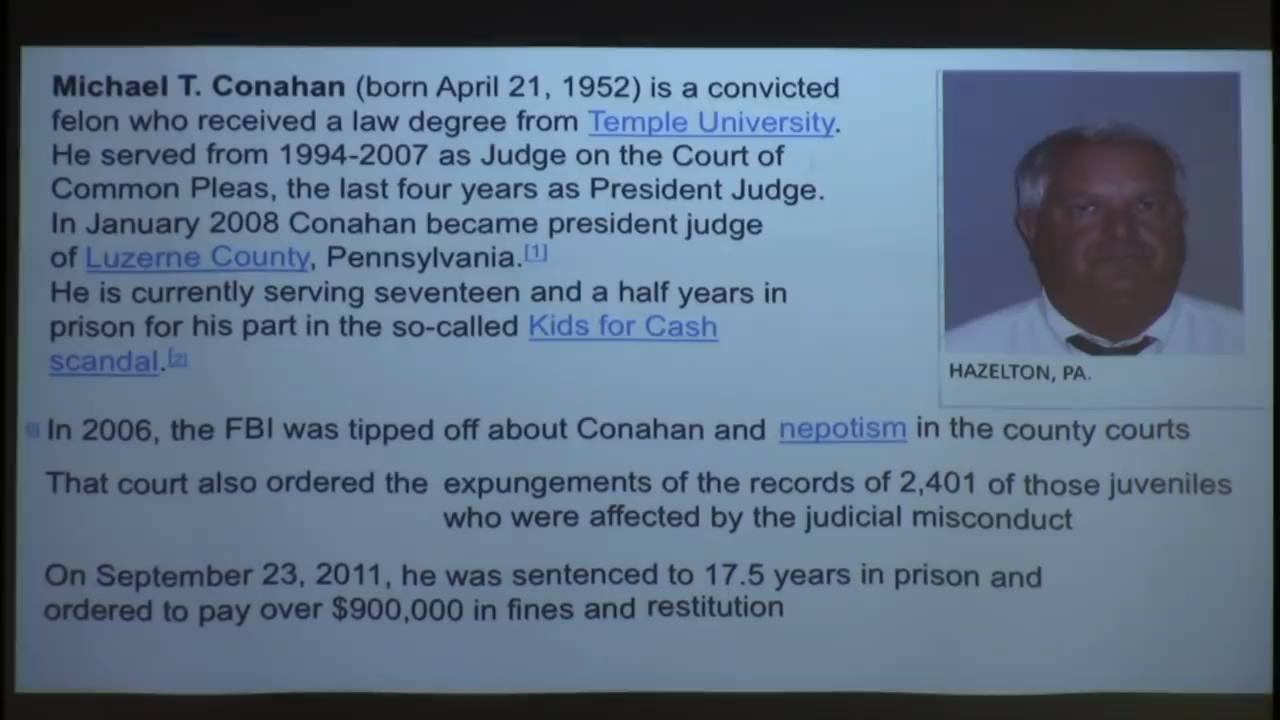 Michael T. Conahan (born April 21, 1952) is a convicted
felon who received a law degree from Temple University.
He served from 1994-2007 as Judge on the Court of
Common Pleas, the last four years as President Judge.
In January 2008 Conahan became president judge
of Luzerne County, Pennsylvania.[1]
He is currently serving seventeen and a half years in
prison for his part in the so-called Kids for Cash
scandal.[2]
HAZELTON, PA.
In 2006, the FBI was tipped off about Conahan and nepotism in the county courts
That court also ordered the expungements of the records of 2,401 of those juveniles
who were affected by the judicial misconduct
On September 23, 2011, he was sentenced to 17.5 years in prison and
ordered to pay over $900,000 in fines and restitution